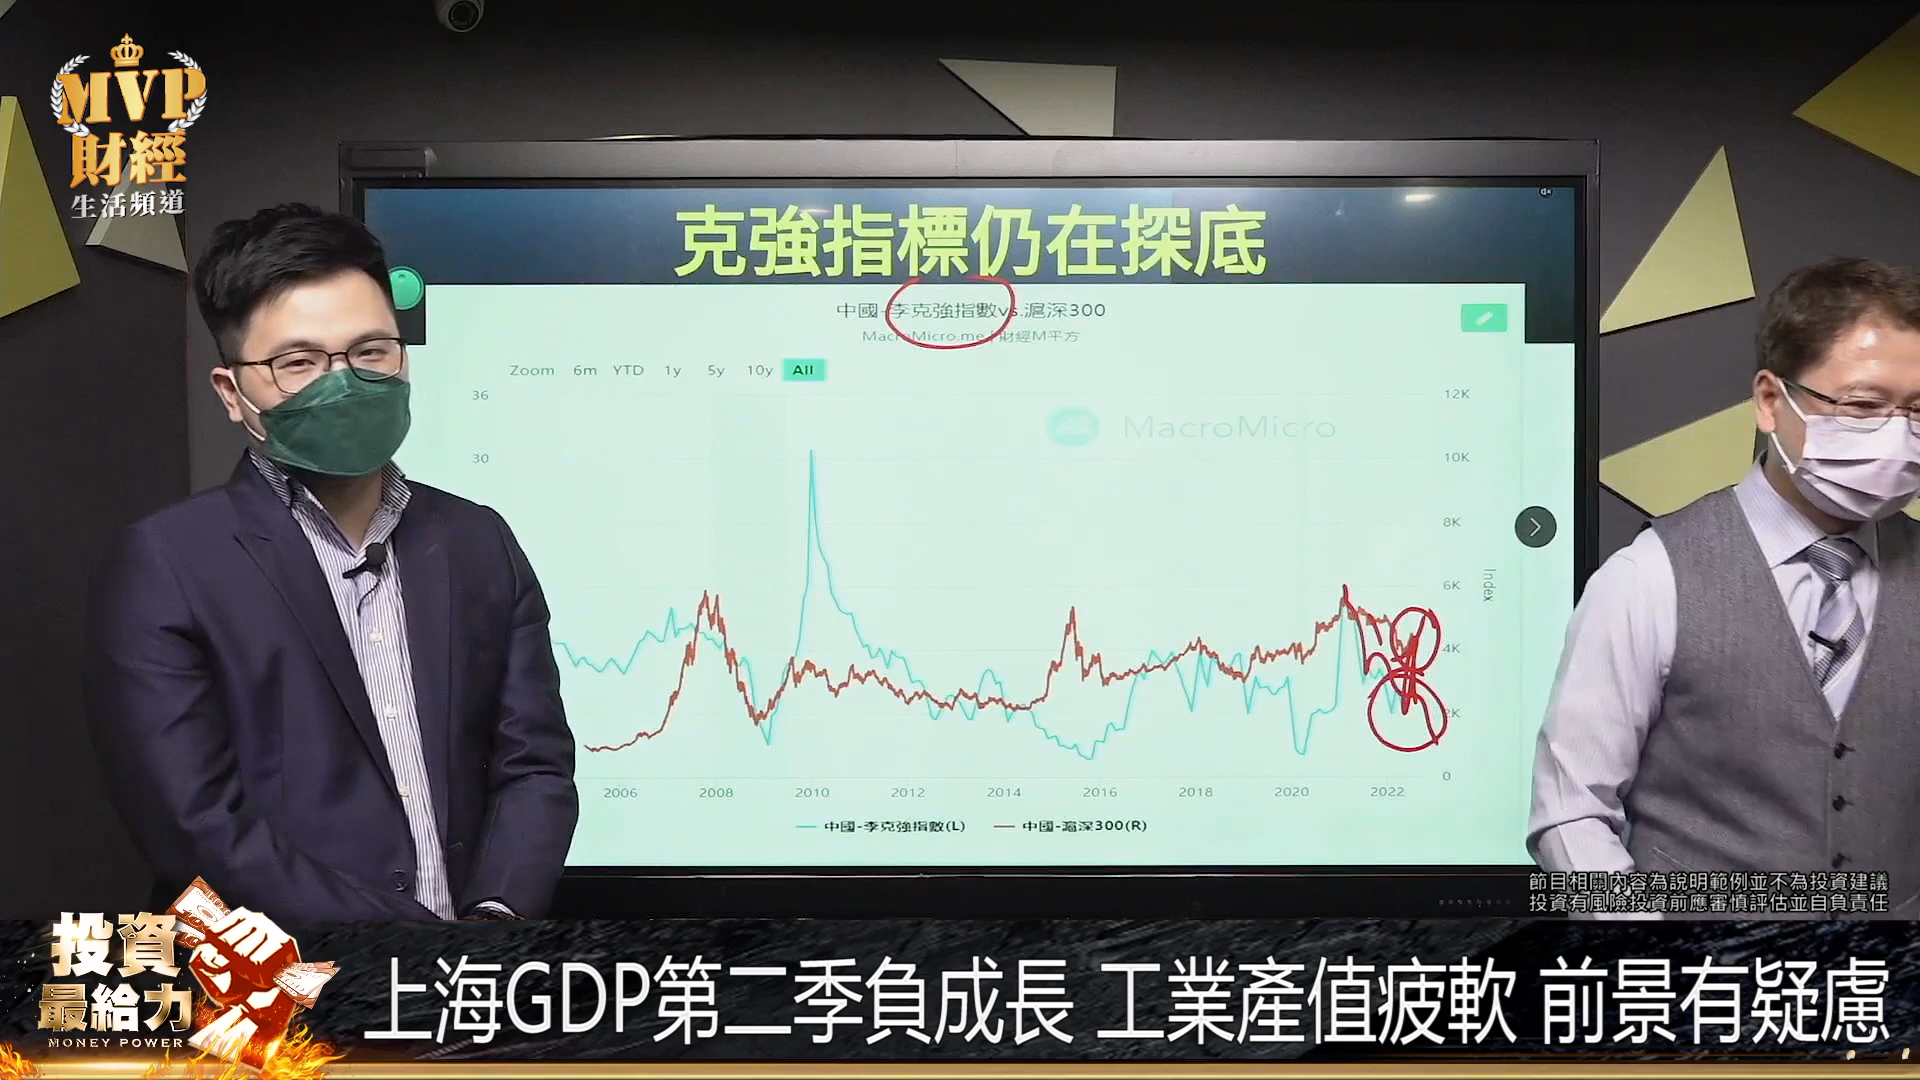 MVP
財經
生活頻道
克強指標仍在探底
中國-李克強指數vs.滬深300
MacroMicro.me | 財經M平方
Zoom 6m YTD 1y 5y 10y All
36
12K
MacroMicro
30
10K
8K
6K
Index
4K
2K
0
2006 2008 2010 2012 2014 2016 2018 2020 2022
中國-李克強指數(L) 中國-滬深300(R)
節目相關內容為說明範例並不為投資建議
投資有風險投資前應審慎評估並自負責任
投資
最給力
MONEY POWER
上海GDP第二季負成長 工業產值疲軟 前景有疑慮